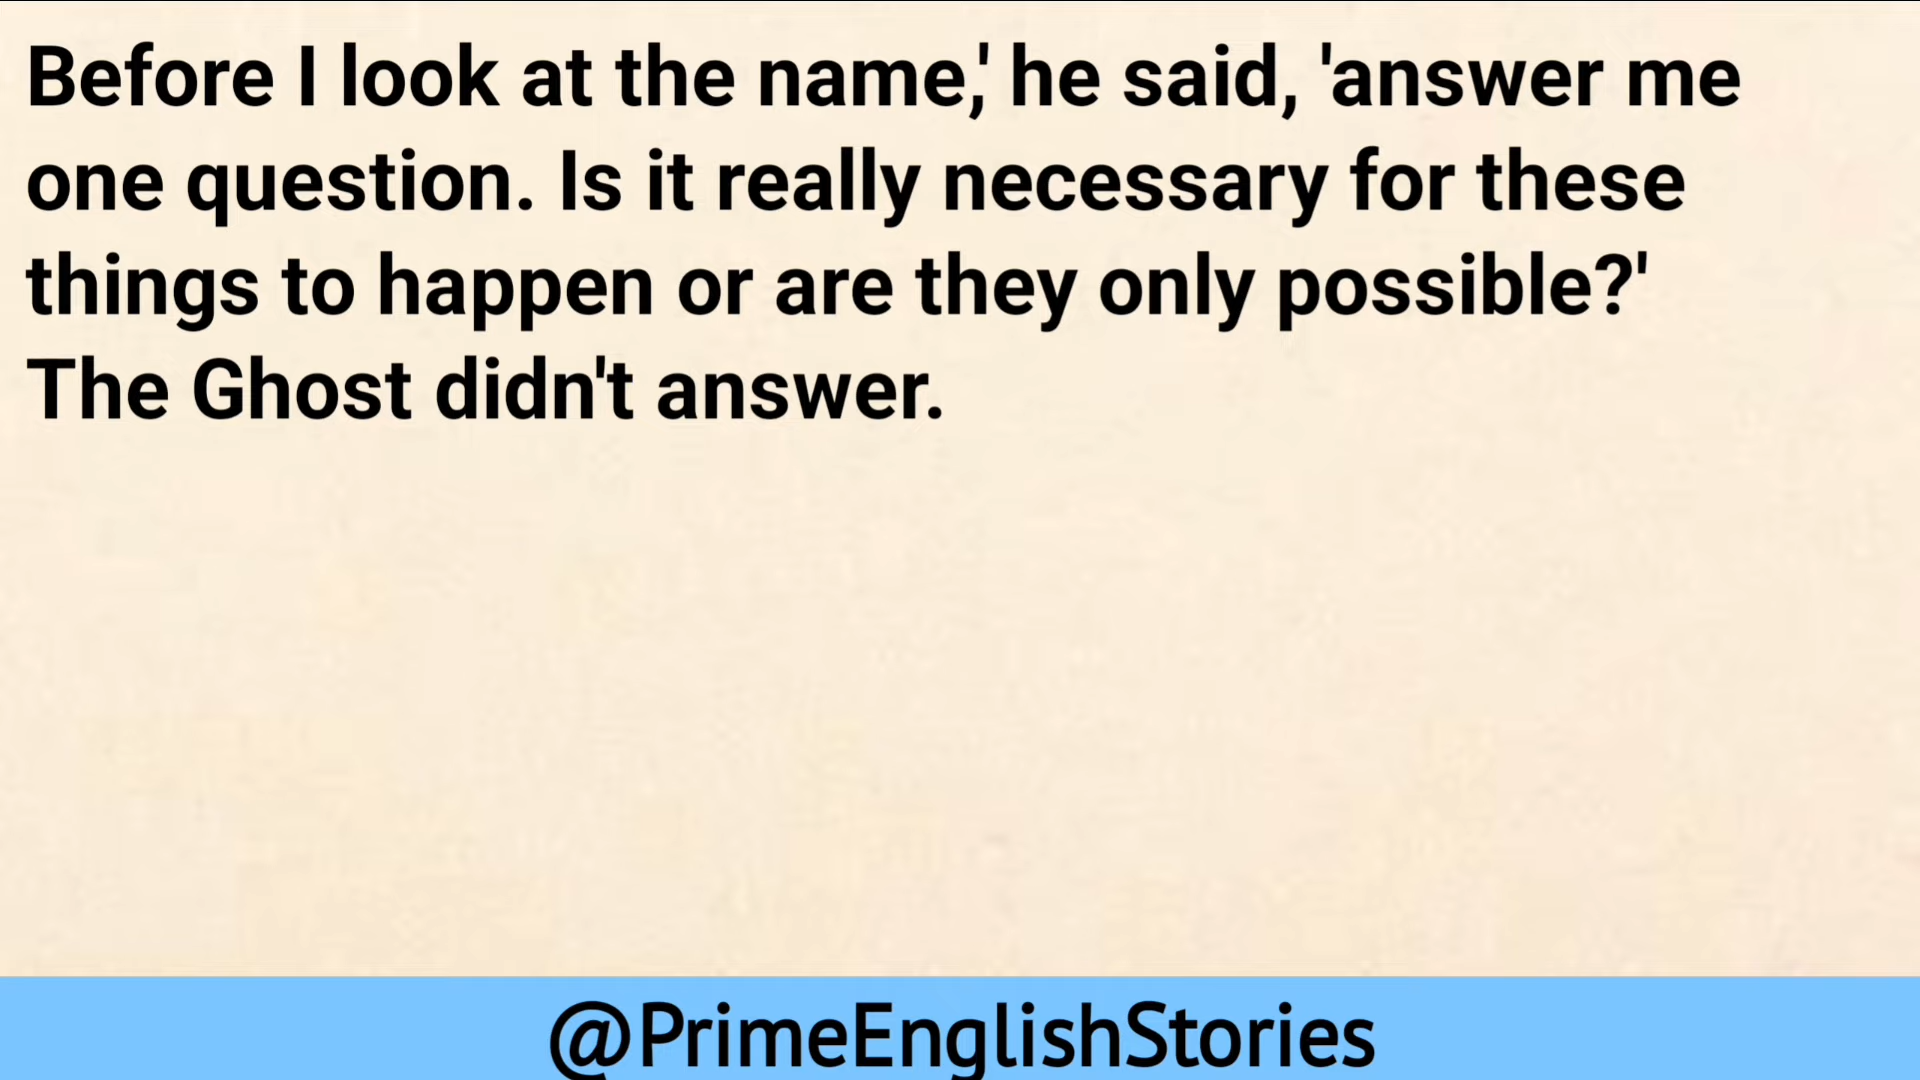 Before I look at the name,' he said, 'answer me
one question. Is it really necessary for these
things to happen or are they only possible?'
The Ghost didn't answer.
@PrimeEnglishStories